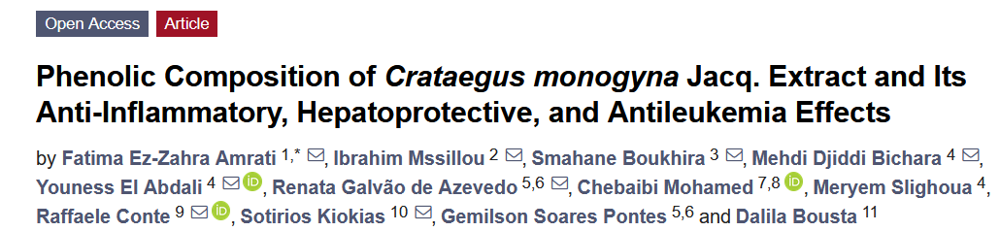 Open Access Article
Phenolic Composition of Crataegus monogyna Jacq. Extract and Its
Anti-Inflammatory, Hepatoprotective, and Antileukemia Effects
by Fatima Ez-Zahra Amrati 1,* , Ibrahim Mssillou 2 , Smahane Boukhira 3 , Mehdi Djiddi Bichara 4 ,
Youness El Abdali 4 iD , Renata Galvão de Azevedo 5,6 , Chebaibi Mohamed 7,8 iD , Meryem Slighoua 4,
Raffaele Conte 9 iD , Sotirios Kiokias 10 , Gemilson Soares Pontes 5,6 and Dalila Bousta 11